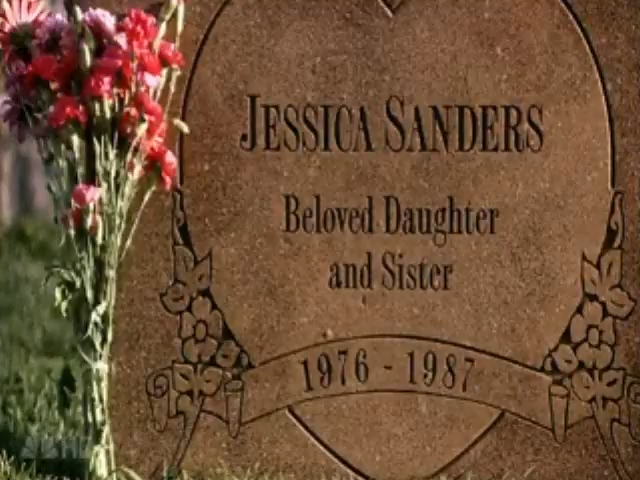 JESSICA SANDERS
Beloved Daughter
and Sister
1976 - 1987